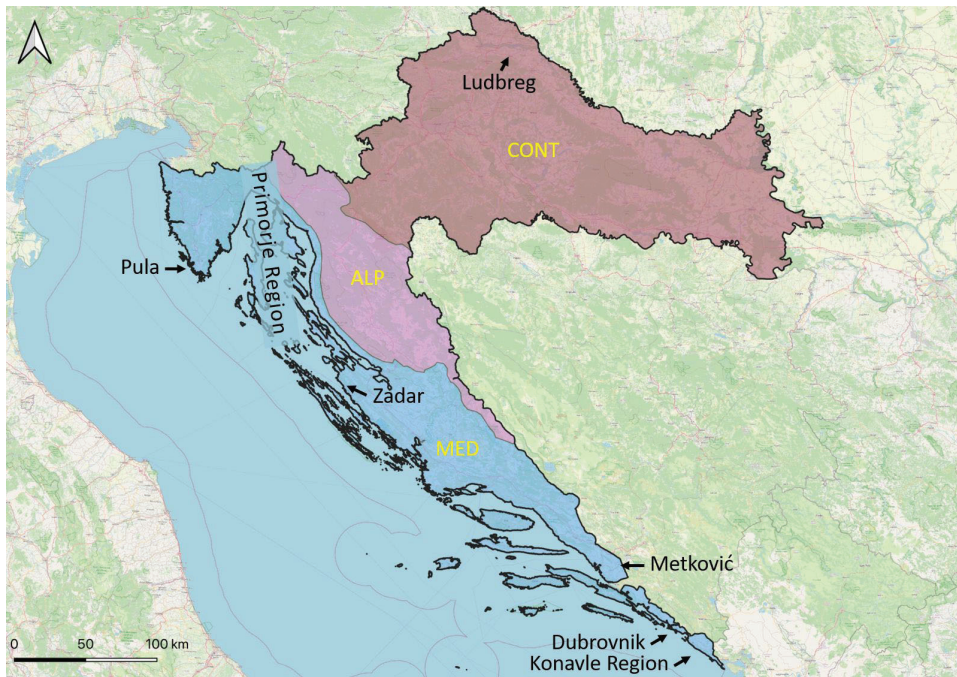 Ludbreg
CONT
Primorje Region
Pula
ALP
Zadar
MED
Metković
Dubrovnik
Konavle Region
0 50 100 km